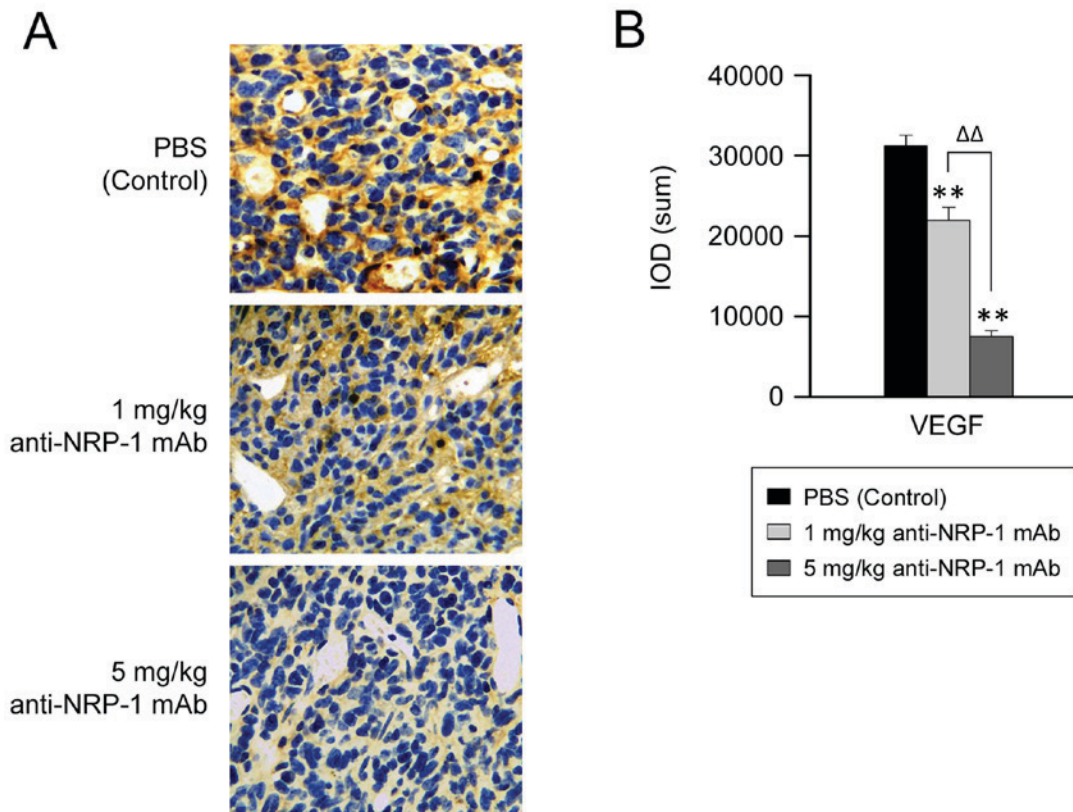 A
PBS
(Control)
1 mg/kg
anti-NRP-1 mAb
5 mg/kg
anti-NRP-1 mAb
B
40000
30000
20000
10000
0
IOD (sum)
ΔΔ
**
**
VEGF
PBS (Control)
1 mg/kg anti-NRP-1 mAb
5 mg/kg anti-NRP-1 mAb